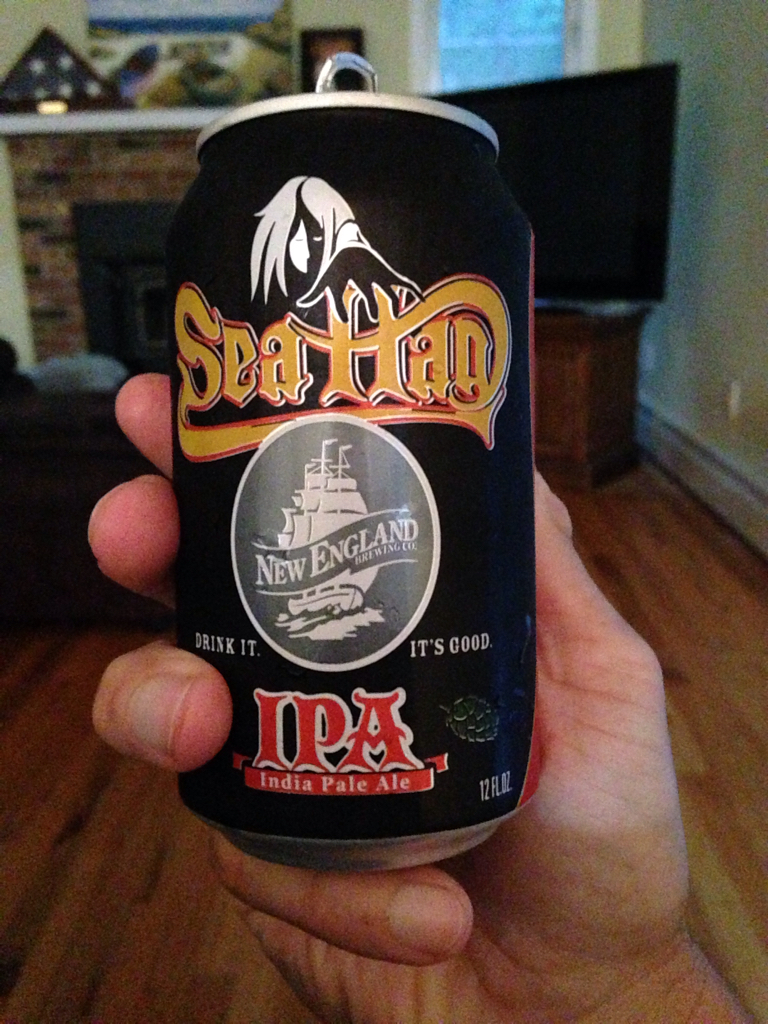 Sea Hag
NEW ENGLAND
BREWING CO.
DRINK IT. IT'S GOOD.
IPA
India Pale Ale
12 FL.OZ.